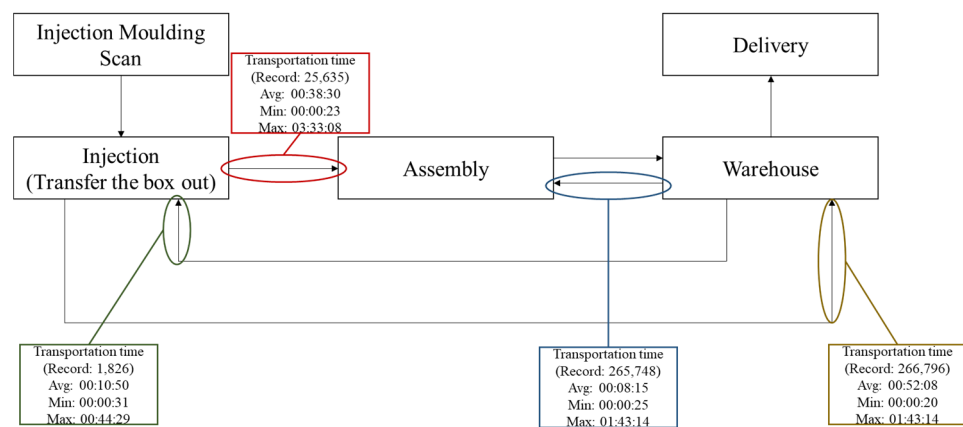 Injection Moulding
Scan
Delivery
Transportation time
(Record: 25,635)
Avg: 00:38:30
Min: 00:00:23
Max: 03:33:08
Injection
(Transfer the box out)
Assembly
Warehouse
Transportation time
(Record: 1,826)
Avg: 00:10:50
Min: 00:00:31
Max: 00:44:29
Transportation time
(Record: 265,748)
Avg: 00:08:15
Min: 00:00:25
Max: 01:43:14
Transportation time
(Record: 266,796)
Avg: 00:52:08
Min: 00:00:20
Max: 01:43:14